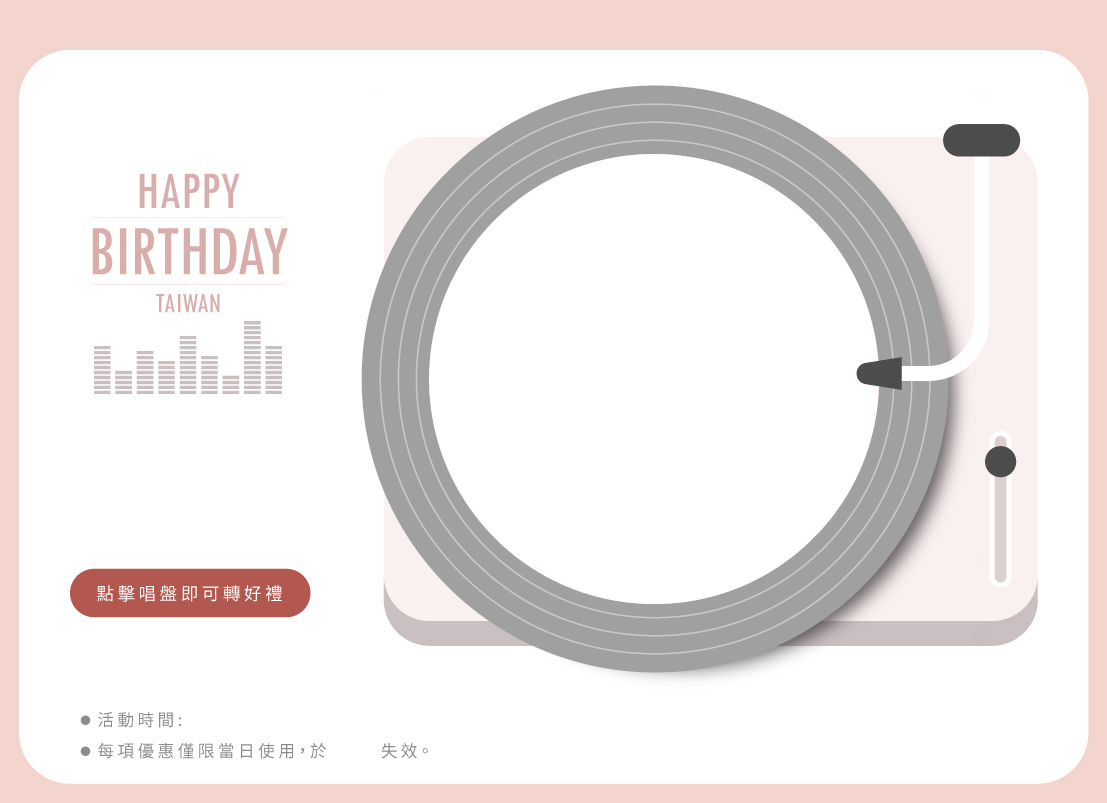 HAPPY
BIRTHDAY
TAIWAN
點擊唱盤即可轉好禮
● 活動時間:
● 每項優惠僅限當日使用，於 失效。